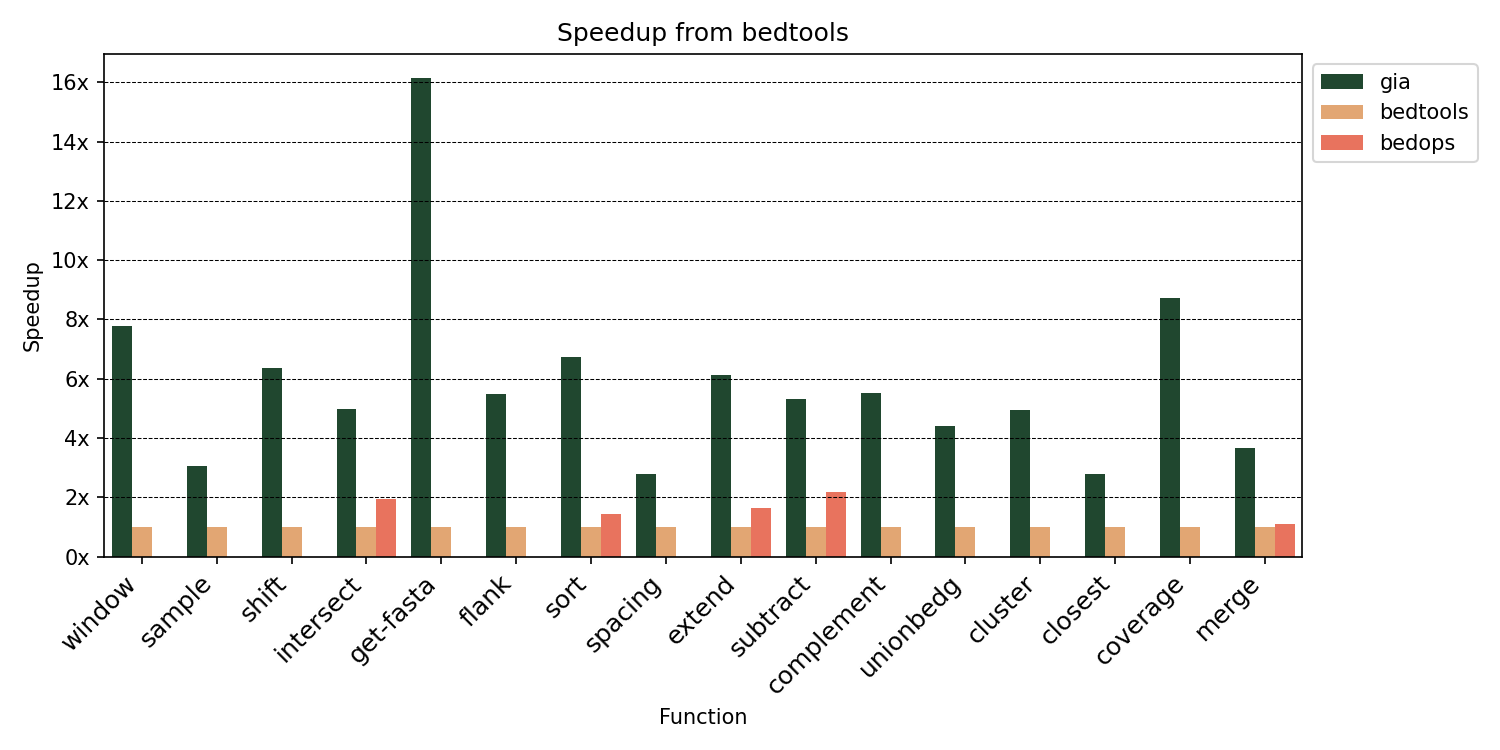 Speedup from bedtools
16x
14x
12x
10x
8x
6x
4x
2x
0x
Speedup
window
sample
shift
intersect
get-fasta
flank
sort
spacing
extend
subtract
complement
unionbedg
cluster
closest
coverage
merge
Function
gia
bedtools
bedops